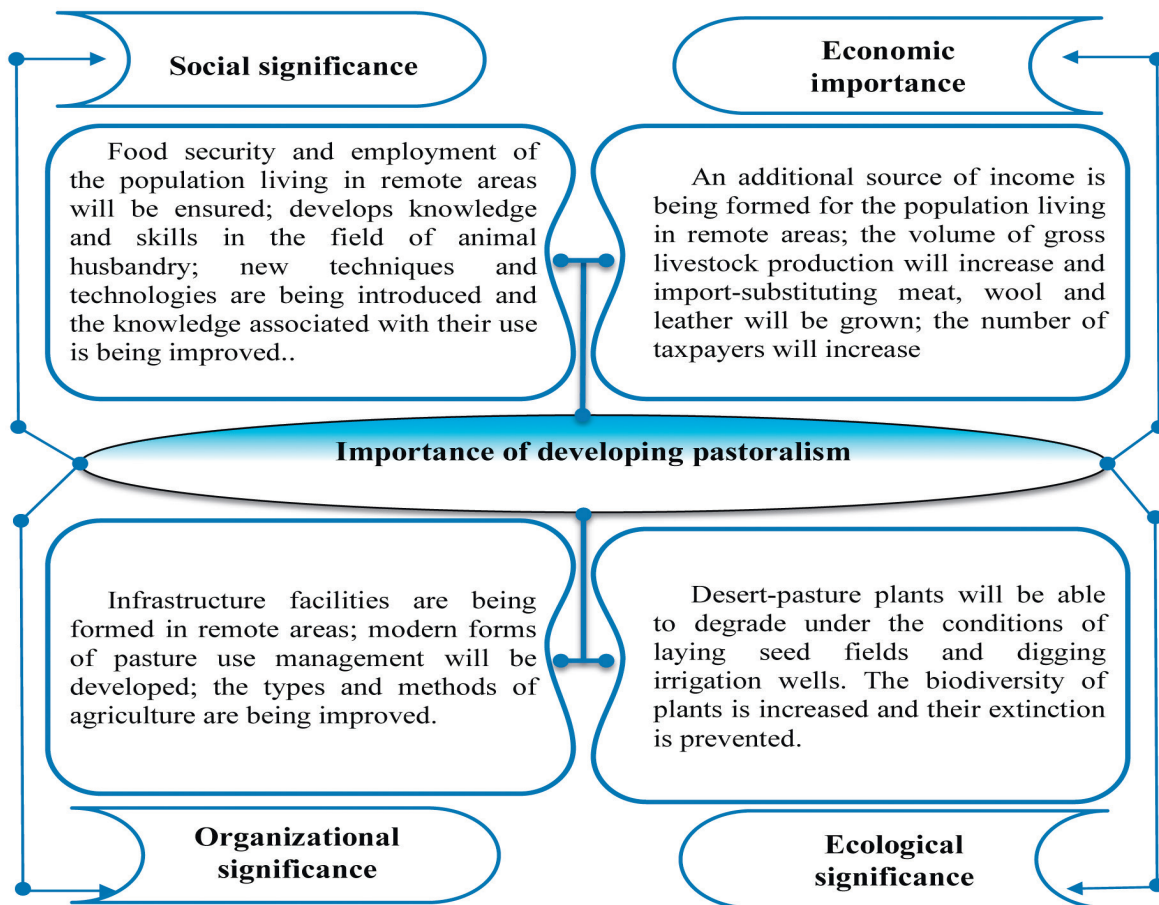 Social significance
Economic
importance
Food security and employment of
the population living in remote areas
will be ensured; develops knowledge
and skills in the field of animal
husbandry; new techniques and
technologies are being introduced and
the knowledge associated with their use
is being improved..
An additional source of income is
being formed for the population living
in remote areas; the volume of gross
livestock production will increase and
import-substituting meat, wool and
leather will be grown; the number of
taxpayers will increase
Importance of developing pastoralism
Infrastructure facilities are being
formed in remote areas; modern forms
of pasture use management will be
developed; the types and methods of
agriculture are being improved.
Desert-pasture plants will be able
to degrade under the conditions of
laying seed fields and digging
irrigation wells. The biodiversity of
plants is increased and their extinction
is prevented.
Organizational
significance
Ecological
significance